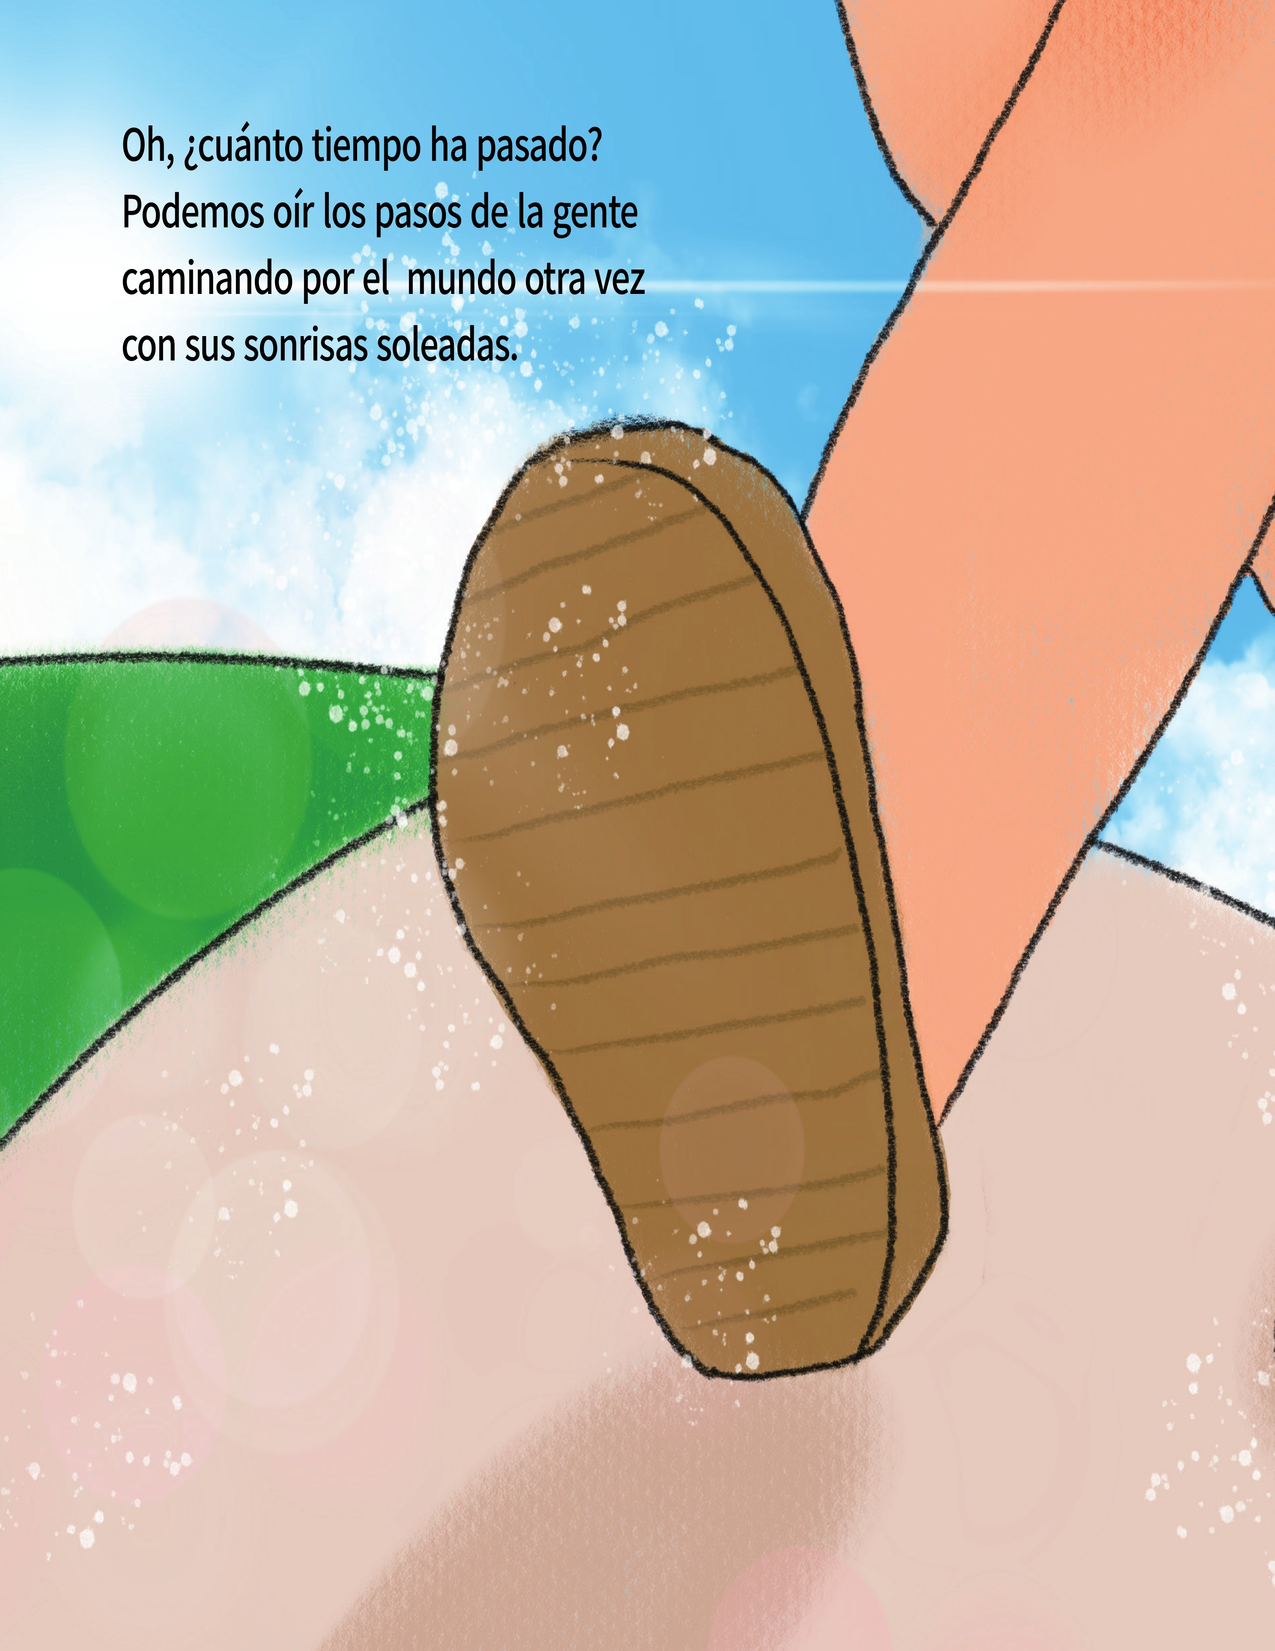 Oh, ¿cuánto tiempo ha pasado?
Podemos oír los pasos de la gente
caminando por el  mundo otra vez
con sus sonrisas soleadas.